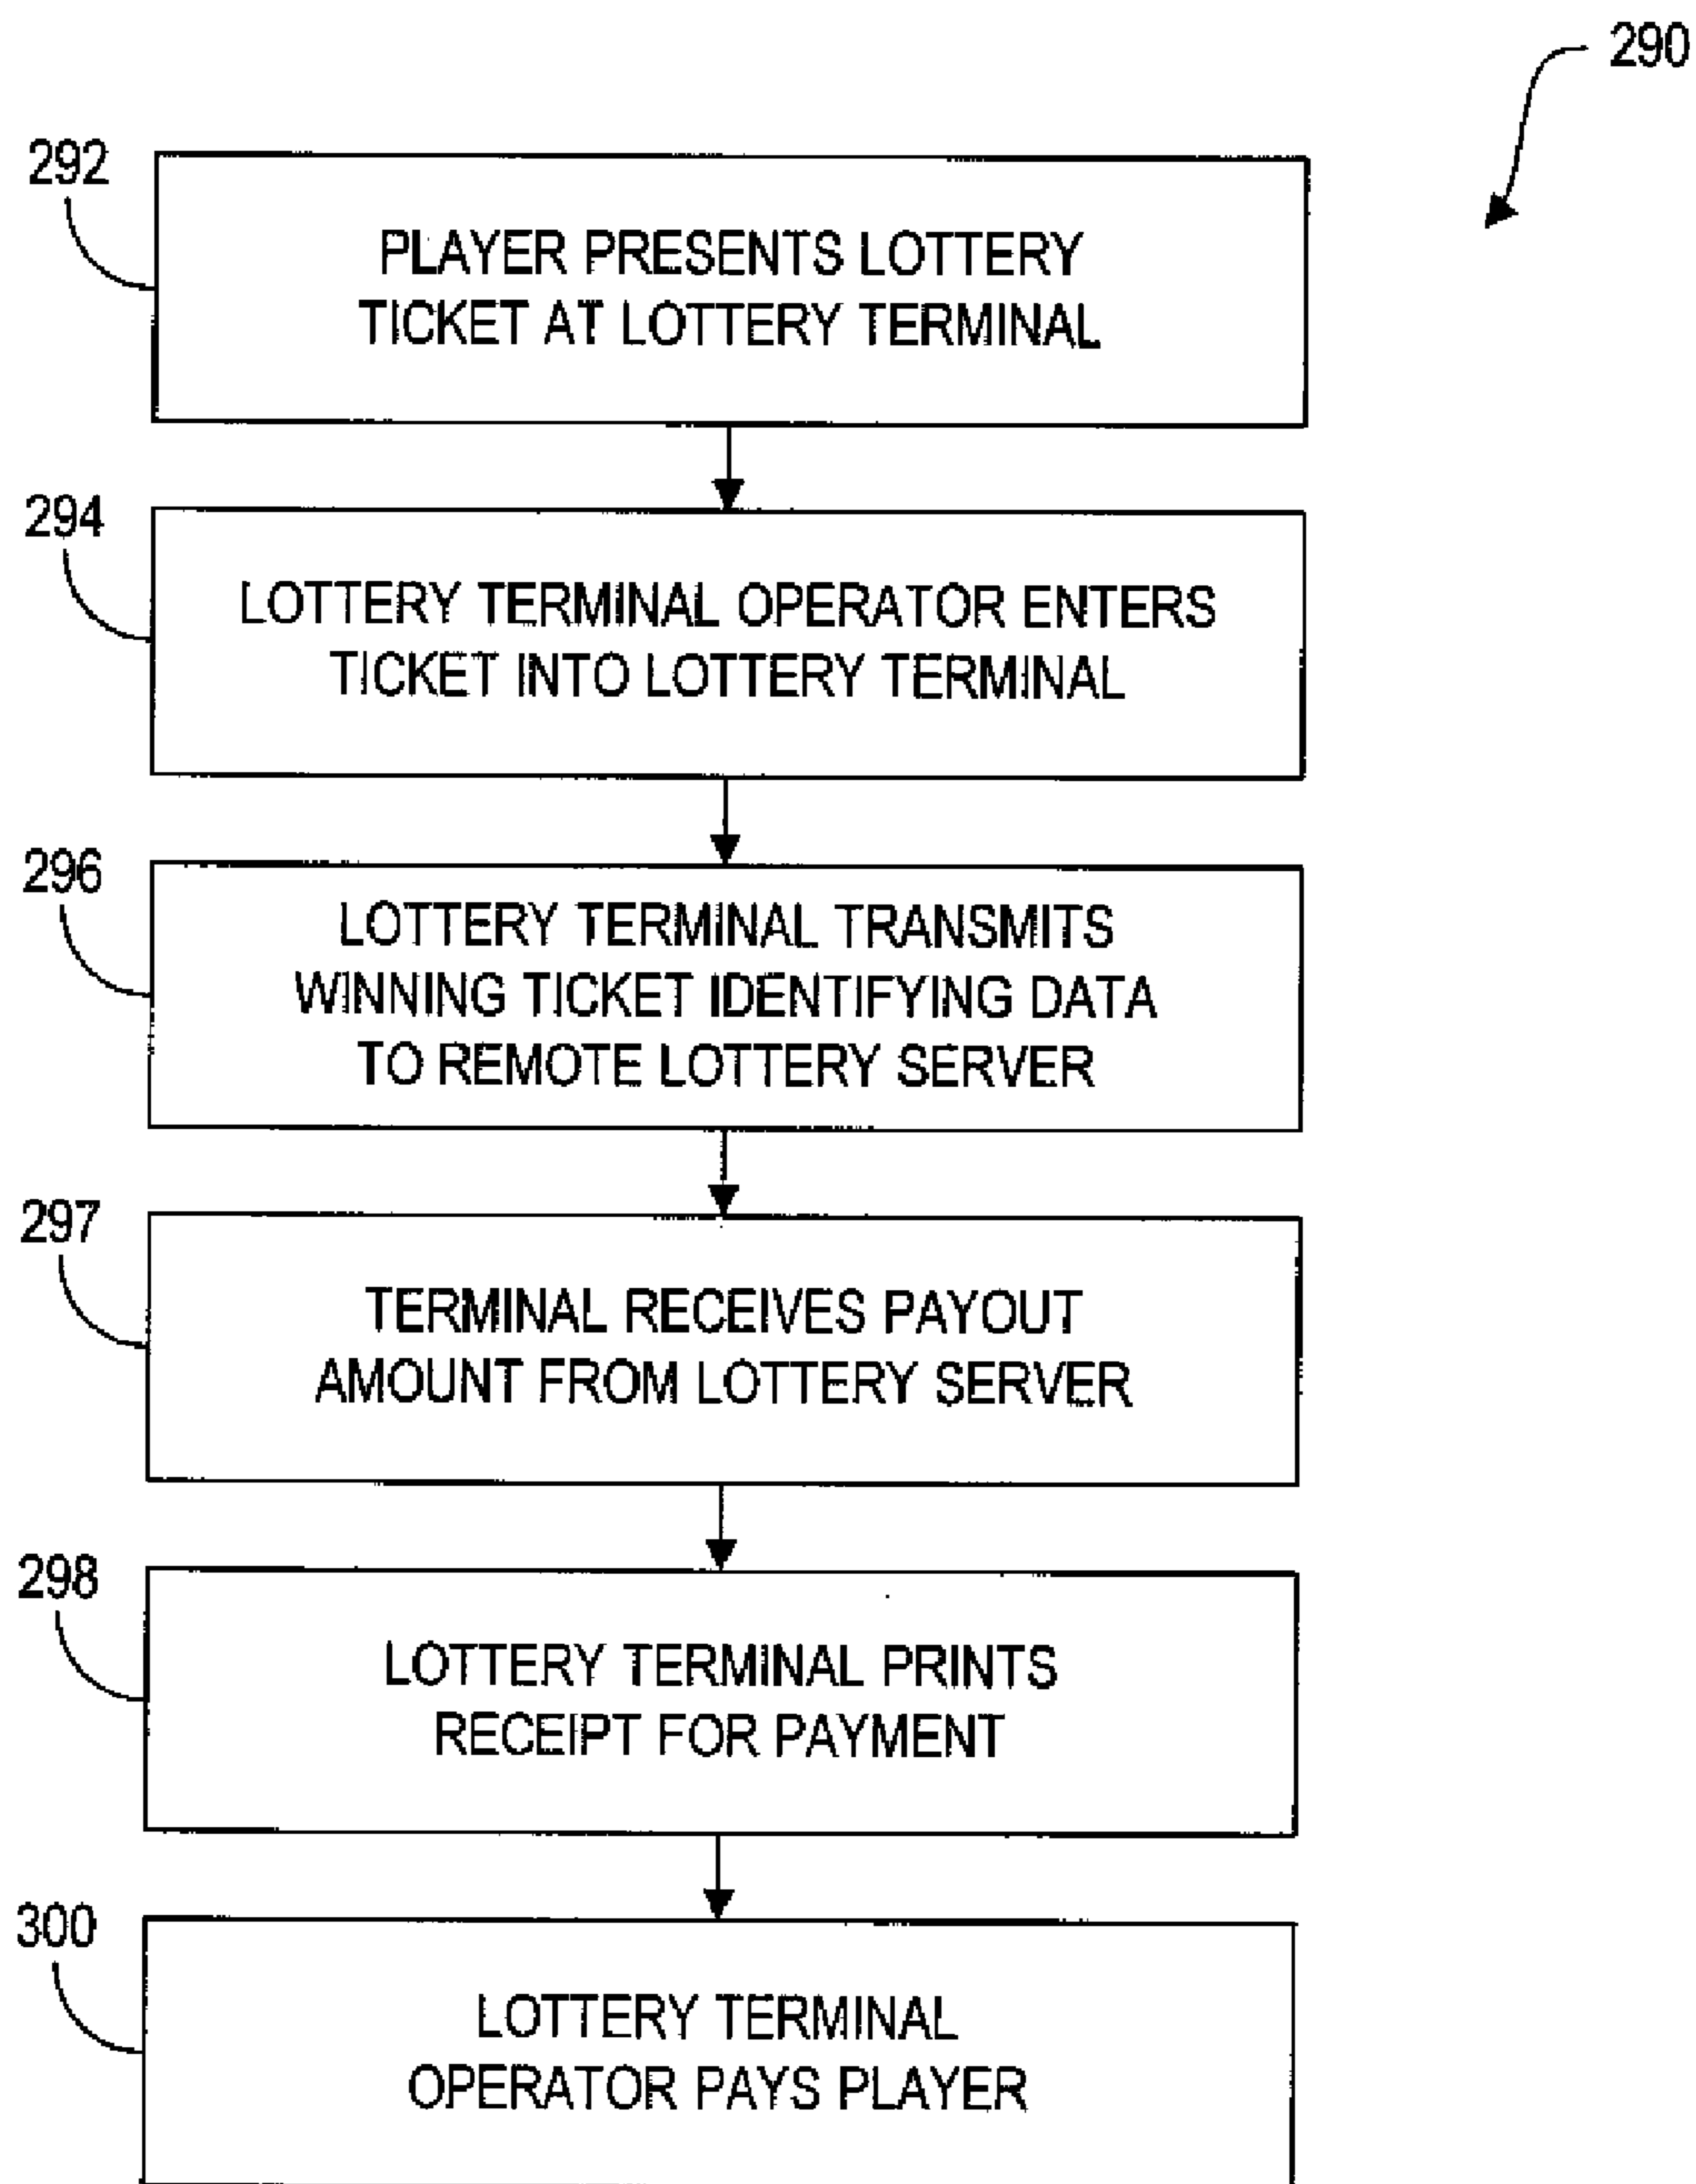 290
292
PLAYER PRESENTS LOTTERY
TICKET AT LOTTERY TERMINAL
294
LOTTERY TERMINAL OPERATOR ENTERS
TICKET INTO LOTTERY TERMINAL
296
LOTTERY TERMINAL TRANSMITS
WINNING TICKET IDENTIFYING DATA
TO REMOTE LOTTERY SERVER
297
TERMINAL RECEIVES PAYOUT
AMOUNT FROM LOTTERY SERVER
298
LOTTERY TERMINAL PRINTS
RECEIPT FOR PAYMENT
300
LOTTERY TERMINAL
OPERATOR PAYS PLAYER